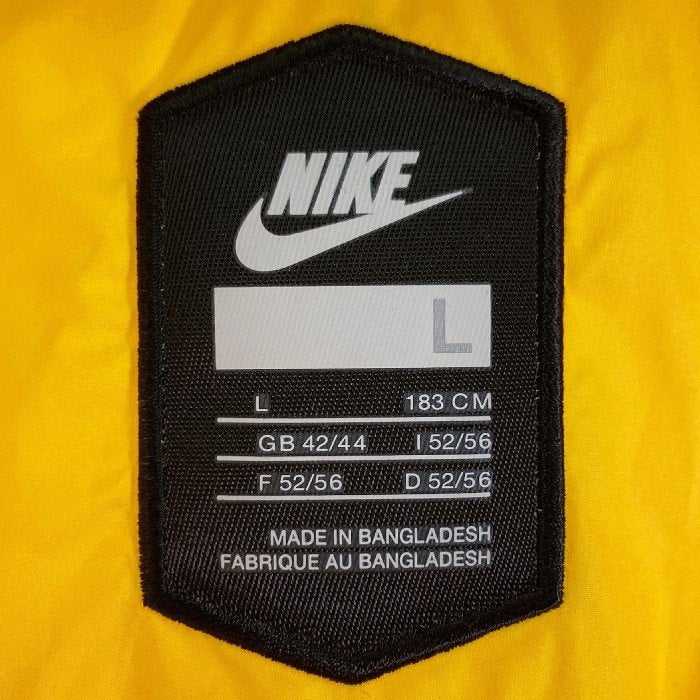 NIKE
L
L 183 CM
GB 42/44 I 52/56
F 52/56 D 52/56
MADE IN BANGLADESH
FABRIQUE AU BANGLADESH